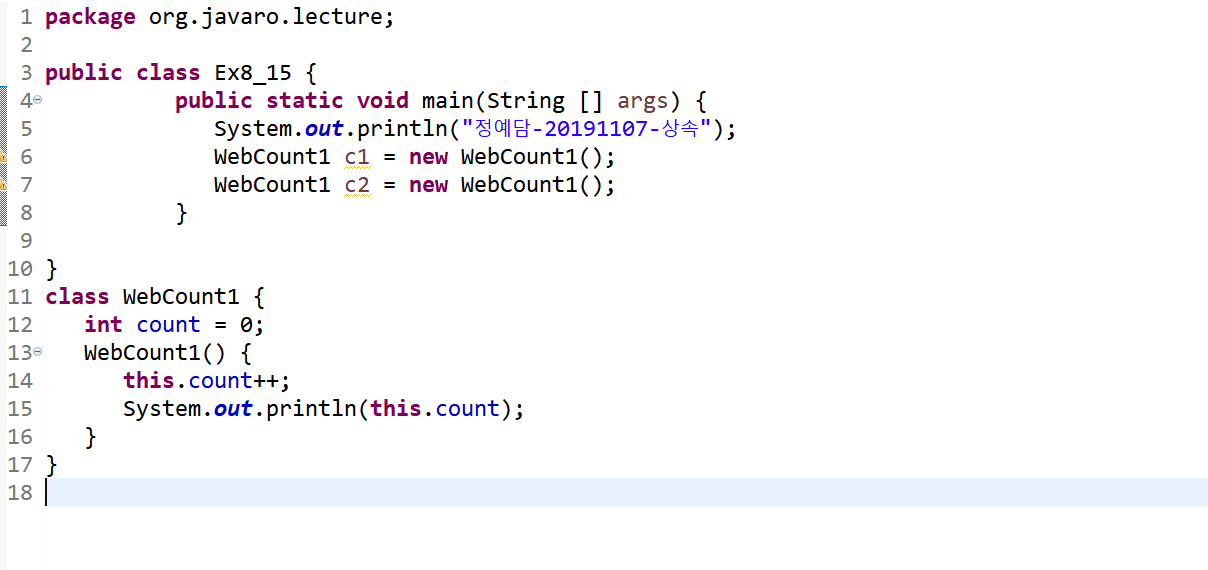 1 package org.javaro.lecture;
2
3 public class Ex8_15 {
4 public static void main(String [] args) {
5 System.out.println("정예담-20191107-상속");
6 WebCount1 c1 = new WebCount1();
7 WebCount1 c2 = new WebCount1();
8 }
9
10 }
11 class WebCount1 {
12 int count = 0;
13 WebCount1() {
14 this.count++;
15 System.out.println(this.count);
16 }
17 }
18